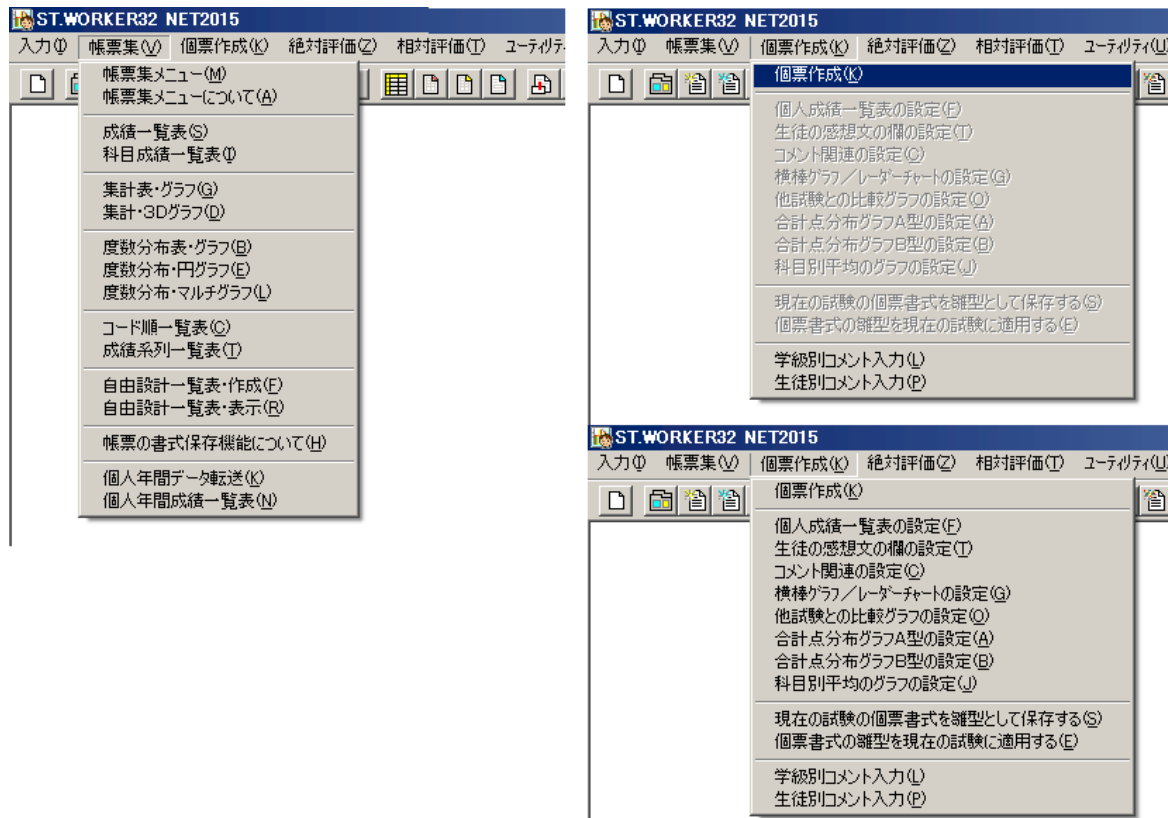 ST.WORKER32 NET2015
入力(I) 帳票集(V) 個票作成(K) 絶対評価(Z) 相対評価(T) ユーティリテ
帳票集メニュー(M)
帳票集メニューについて(A)
成績一覧表(S)
科目成績一覧表(I)
集計表・グラフ(G)
集計・3Dグラフ(D)
度数分布表・グラフ(B)
度数分布・円グラフ(E)
度数分布・マルチグラフ(L)
コード順一覧表(C)
成績系列一覧表(T)
自由設計一覧表・作成(F)
自由設計一覧表・表示(R)
帳票の書式保存機能について(H)
個人年間データ転送(K)
個人年間成績一覧表(N)
ST.WORKER32 NET2015
入力(I) 帳票集(V) 個票作成(K) 絶対評価(Z) 相対評価(T) ユーティリティ(U)
個票作成(K)
個人成績一覧表の設定(F)
生徒の感想文の欄の設定(T)
コメント関連の設定(C)
横棒グラフ／レーダーチャートの設定(G)
他試験との比較グラフの設定(O)
合計点分布グラフA型の設定(A)
合計点分布グラフB型の設定(B)
科目別平均のグラフの設定(J)
現在の試験の個票書式を雛型として保存する(S)
個票書式の雛型を現在の試験に適用する(E)
学級別コメント入力(L)
生徒別コメント入力(P)
ST.WORKER32 NET2015
入力(I) 帳票集(V) 個票作成(K) 絶対評価(Z) 相対評価(T) ユーティリティ(U)
個票作成(K)
個人成績一覧表の設定(F)
生徒の感想文の欄の設定(T)
コメント関連の設定(C)
横棒グラフ／レーダーチャートの設定(G)
他試験との比較グラフの設定(O)
合計点分布グラフA型の設定(A)
合計点分布グラフB型の設定(B)
科目別平均のグラフの設定(J)
現在の試験の個票書式を雛型として保存する(S)
個票書式の雛型を現在の試験に適用する(E)
学級別コメント入力(L)
生徒別コメント入力(P)